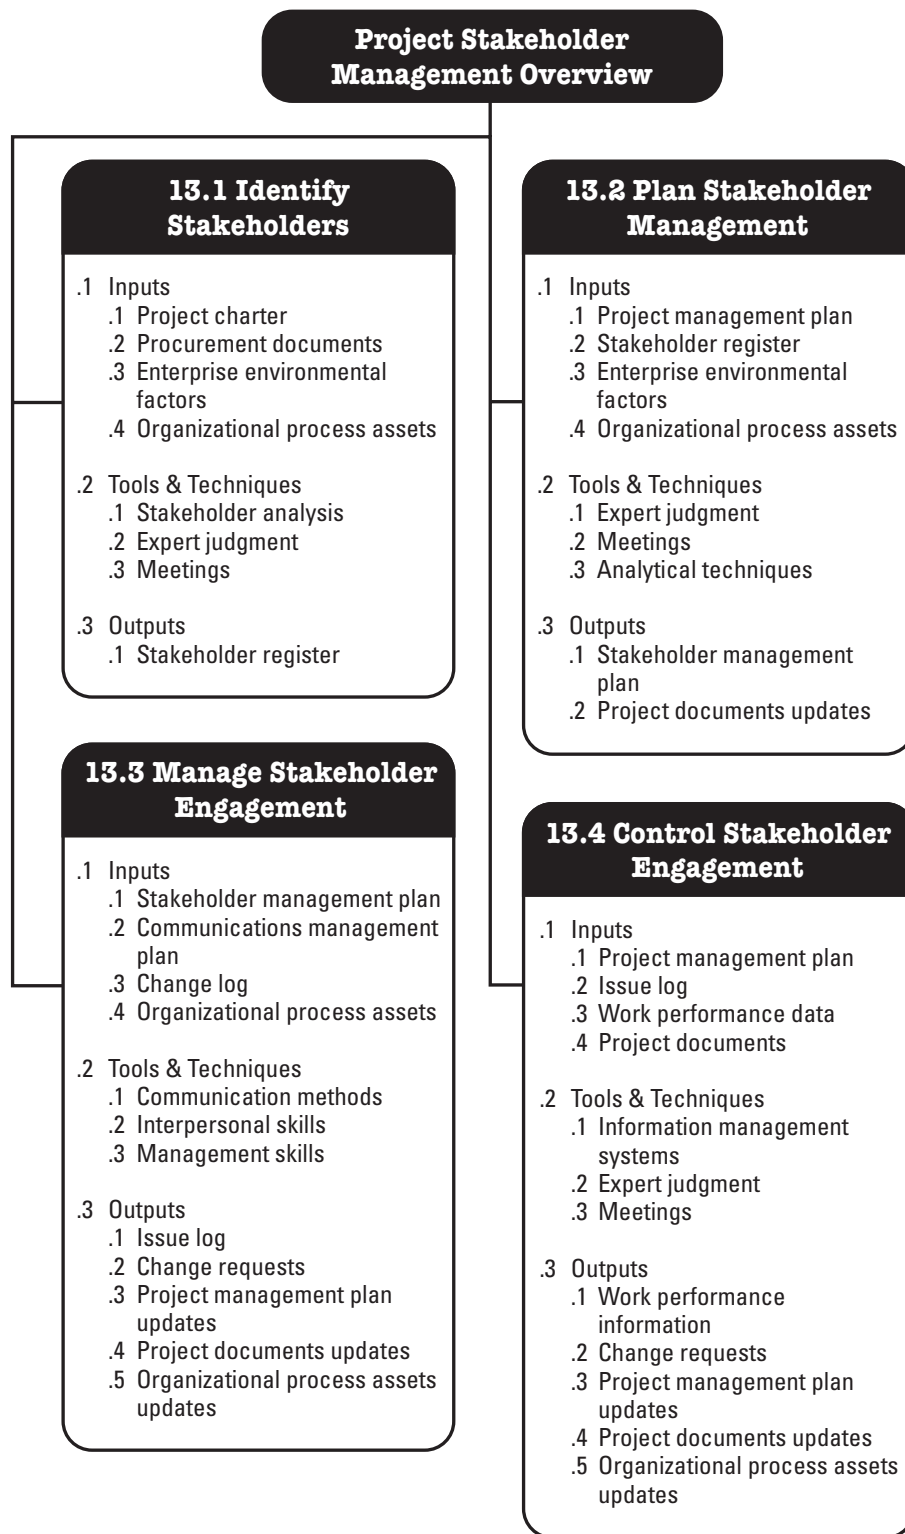 Project Stakeholder
Management Overview
13.1 Identify
Stakeholders
.1 Inputs
.1 Project charter
.2 Procurement documents
.3 Enterprise environmental
factors
.4 Organizational process assets
.2 Tools & Techniques
.1 Stakeholder analysis
.2 Expert judgment
.3 Meetings
.3 Outputs
.1 Stakeholder register
13.2 Plan Stakeholder
Management
.1 Inputs
.1 Project management plan
.2 Stakeholder register
.3 Enterprise environmental
factors
.4 Organizational process assets
.2 Tools & Techniques
.1 Expert judgment
.2 Meetings
.3 Analytical techniques
.3 Outputs
.1 Stakeholder management
plan
.2 Project documents updates
13.3 Manage Stakeholder
Engagement
.1 Inputs
.1 Stakeholder management plan
.2 Communications management
plan
.3 Change log
.4 Organizational process assets
.2 Tools & Techniques
.1 Communication methods
.2 Interpersonal skills
.3 Management skills
.3 Outputs
.1 Issue log
.2 Change requests
.3 Project management plan
updates
.4 Project documents updates
.5 Organizational process assets
updates
13.4 Control Stakeholder
Engagement
.1 Inputs
.1 Project management plan
.2 Issue log
.3 Work performance data
.4 Project documents
.2 Tools & Techniques
.1 Information management
systems
.2 Expert judgment
.3 Meetings
.3 Outputs
.1 Work performance
information
.2 Change requests
.3 Project management plan
updates
.4 Project documents updates
.5 Organizational process assets
updates